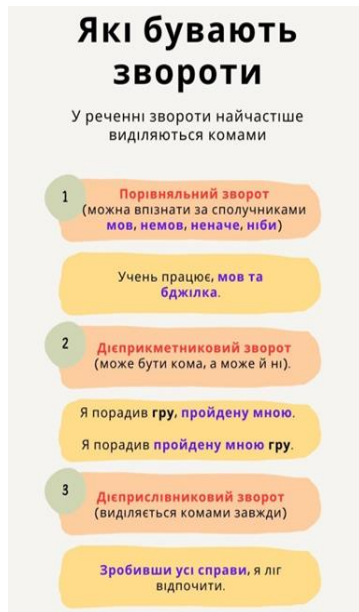 Які бувають
звороти
У реченні звороти найчастіше
виділяються комами
1
Порівняльний зворот
(можна впізнати за сполучниками
мов, немов, неначе, ніби)
Учень працює, мов та
бджілка.
2
Дієприкметниковий зворот
(може бути кома, а може й ні).
Я порадив гру, пройдену мною.
Я порадив пройдену мною гру.
3
Дієприслівниковий зворот
(виділяється комами завжди)
Зробивши усі справи, я ліг
відпочити.